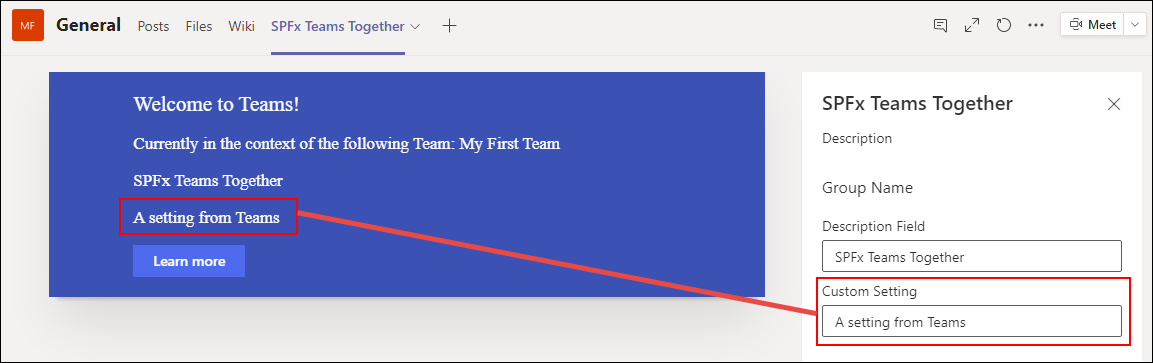 MF General Posts Files Wiki SPFx Teams Together Meet
Welcome to Teams!
Currently in the context of the following Team: My First Team
SPFx Teams Together
A setting from Teams
Learn more
SPFx Teams Together
Description
Group Name
Description Field
SPFx Teams Together
Custom Setting
A setting from Teams